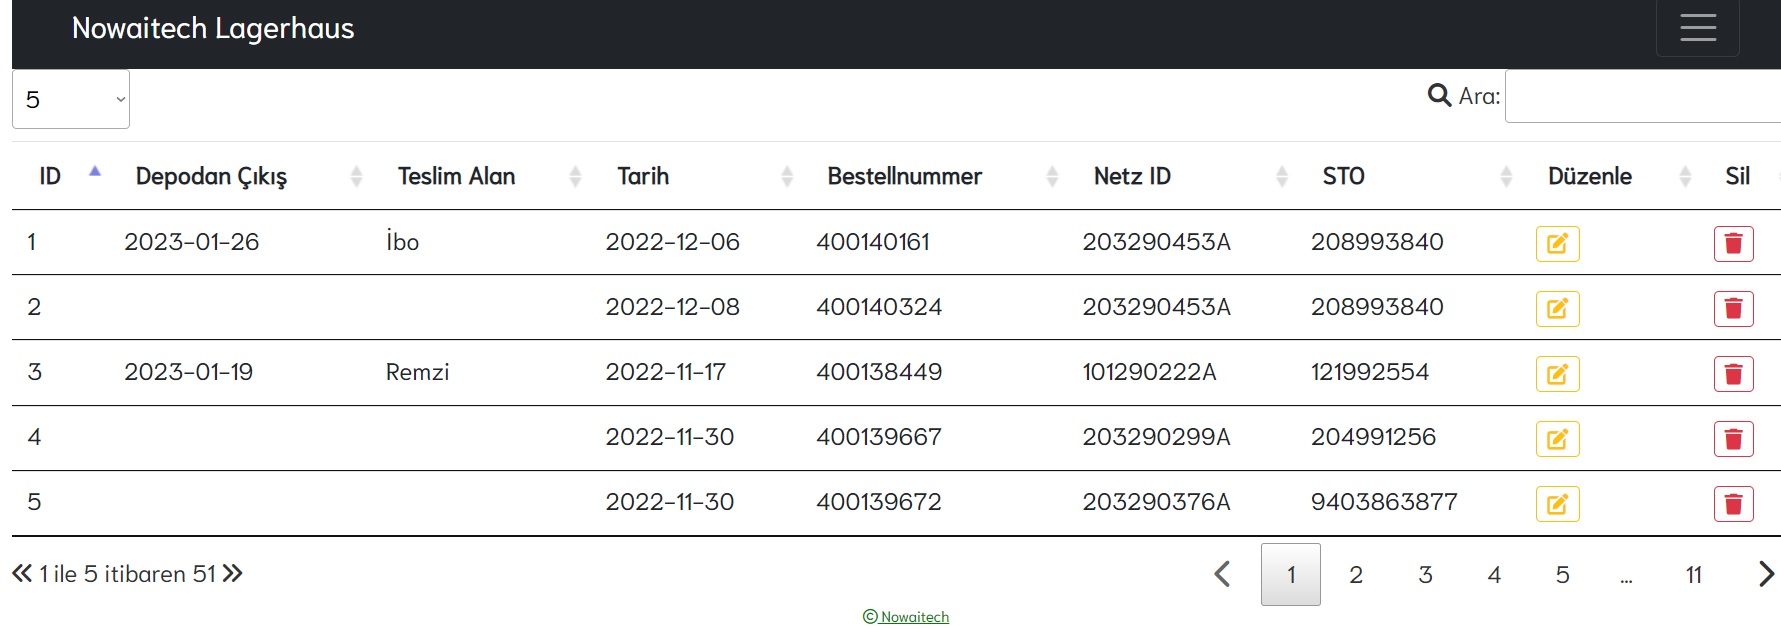 Nowaitech Lagerhaus
5 Ara:
ID Depodan Çıkış Teslim Alan Tarih Bestellnummer Netz ID STO Düzenle Sil
1 2023-01-26 İbo 2022-12-06 400140161 203290453A 208993840
2 2022-12-08 400140324 203290453A 208993840
3 2023-01-19 Remzi 2022-11-17 400138449 101290222A 121992554
4 2022-11-30 400139667 203290299A 204991256
5 2022-11-30 400139672 203290376A 9403863877
1 ile 5 itibaren 51 1 2 3 4 5 ... 11
© Nowaitech